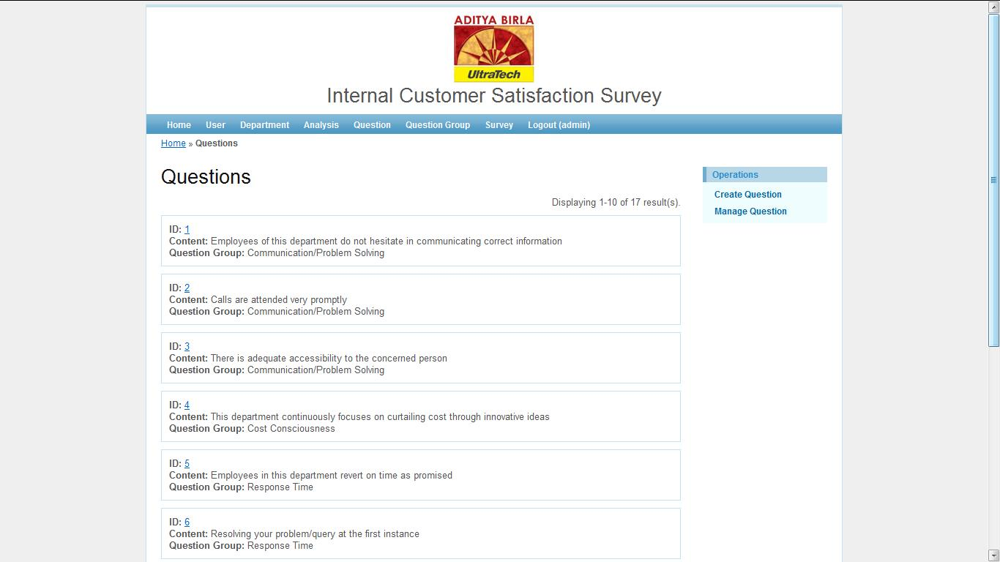 ADITYA BIRLA
UltraTech
Internal Customer Satisfaction Survey
Home User Department Analysis Question Question Group Survey Logout (admin)
Home » Questions
Questions
Displaying 1-10 of 17 result(s).
ID: 1
Content: Employees of this department do not hesitate in communicating correct information
Question Group: Communication/Problem Solving
ID: 2
Content: Calls are attended very promptly
Question Group: Communication/Problem Solving
ID: 3
Content: There is adequate accessibility to the concerned person
Question Group: Communication/Problem Solving
ID: 4
Content: This department continuously focuses on curtailing cost through innovative ideas
Question Group: Cost Consciousness
ID: 5
Content: Employees in this department revert on time as promised
Question Group: Response Time
ID: 6
Content: Resolving your problem/query at the first instance
Question Group: Response Time
Operations
Create Question
Manage Question